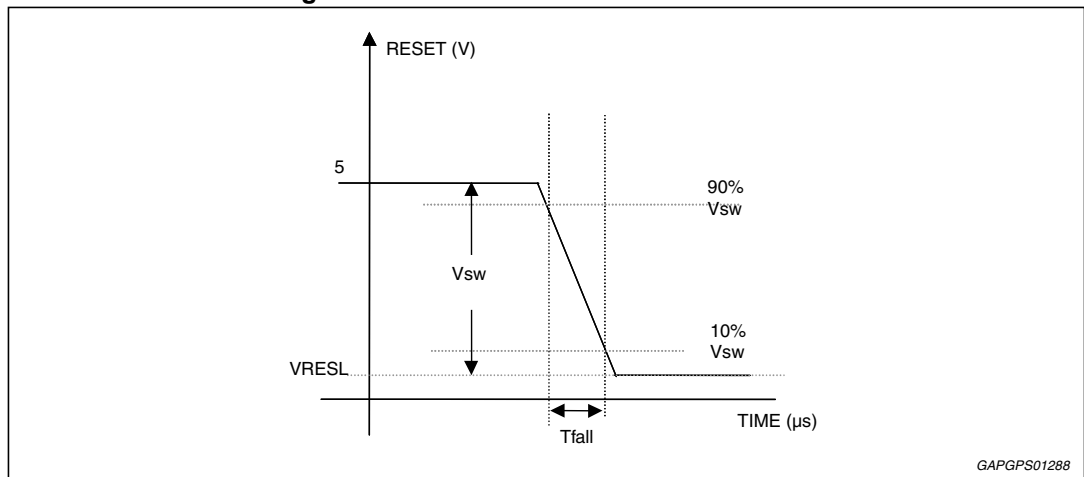 RESET (V)
5
90%
Vsw
Vsw
10%
Vsw
VRESL
TIME (µs)
Tfall
GAPGPS01288